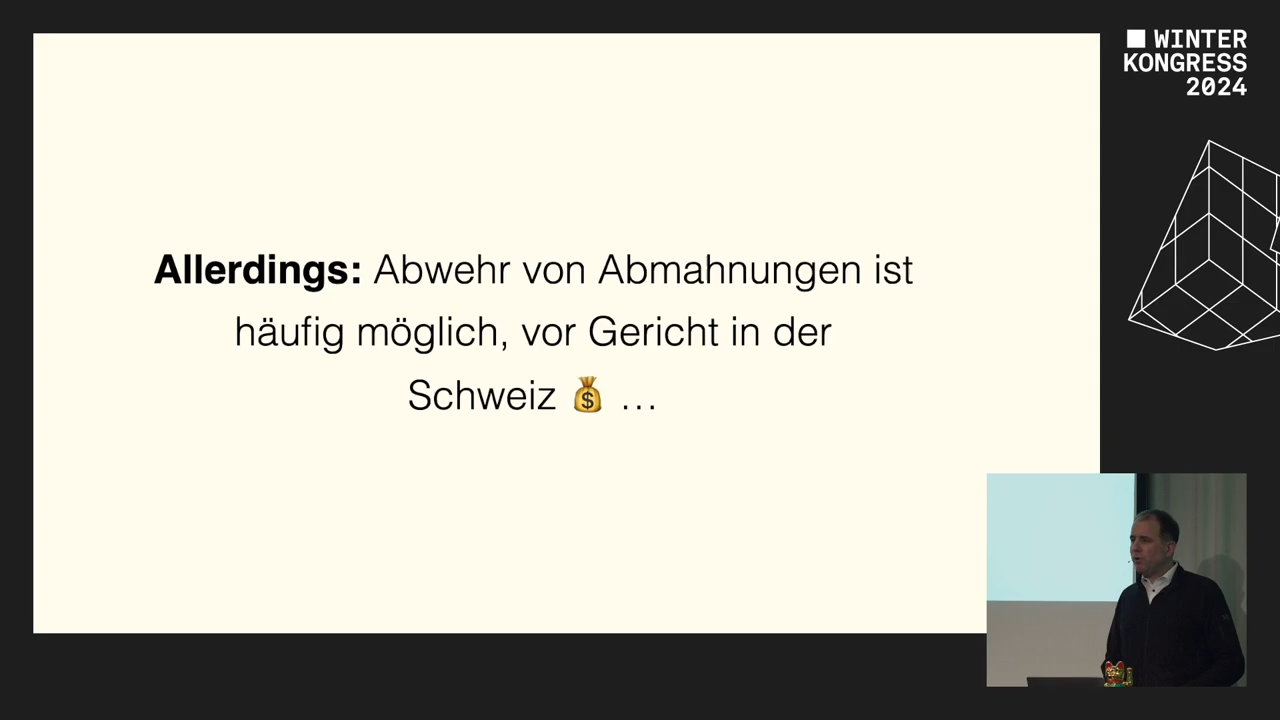 WINTER
KONGRESS
2024
Allerdings: Abwehr von Abmahnungen ist
häufig möglich, vor Gericht in der
Schweiz 💰 …